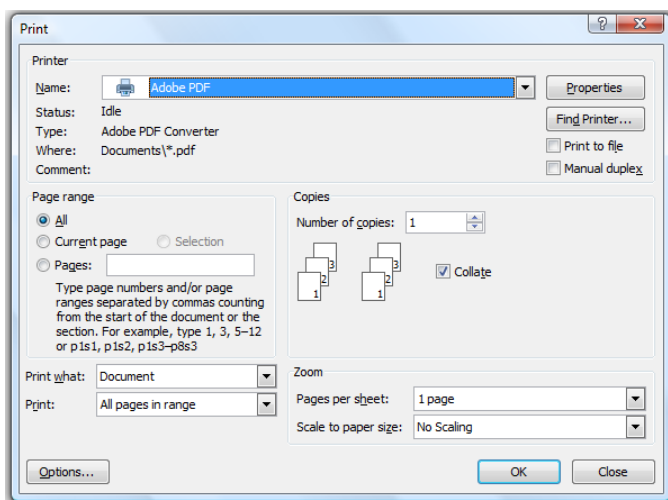 Print
Printer
Name: Adobe PDF Properties
Status: Idle
Find Printer...
Type: Adobe PDF Converter
Where: Documents\*.pdf Print to file
Comment: Manual duplex
Page range
All
Current page Selection
Pages:
Type page numbers and/or page
ranges separated by commas counting
from the start of the document or the
section. For example, type 1, 3, 5–12
or p1s1, p1s2, p1s3–p8s3
Copies
Number of copies: 1
3 3
2 2
1 1
Collate
Print what: Document
Print: All pages in range
Zoom
Pages per sheet: 1 page
Scale to paper size: No Scaling
Options... OK Close